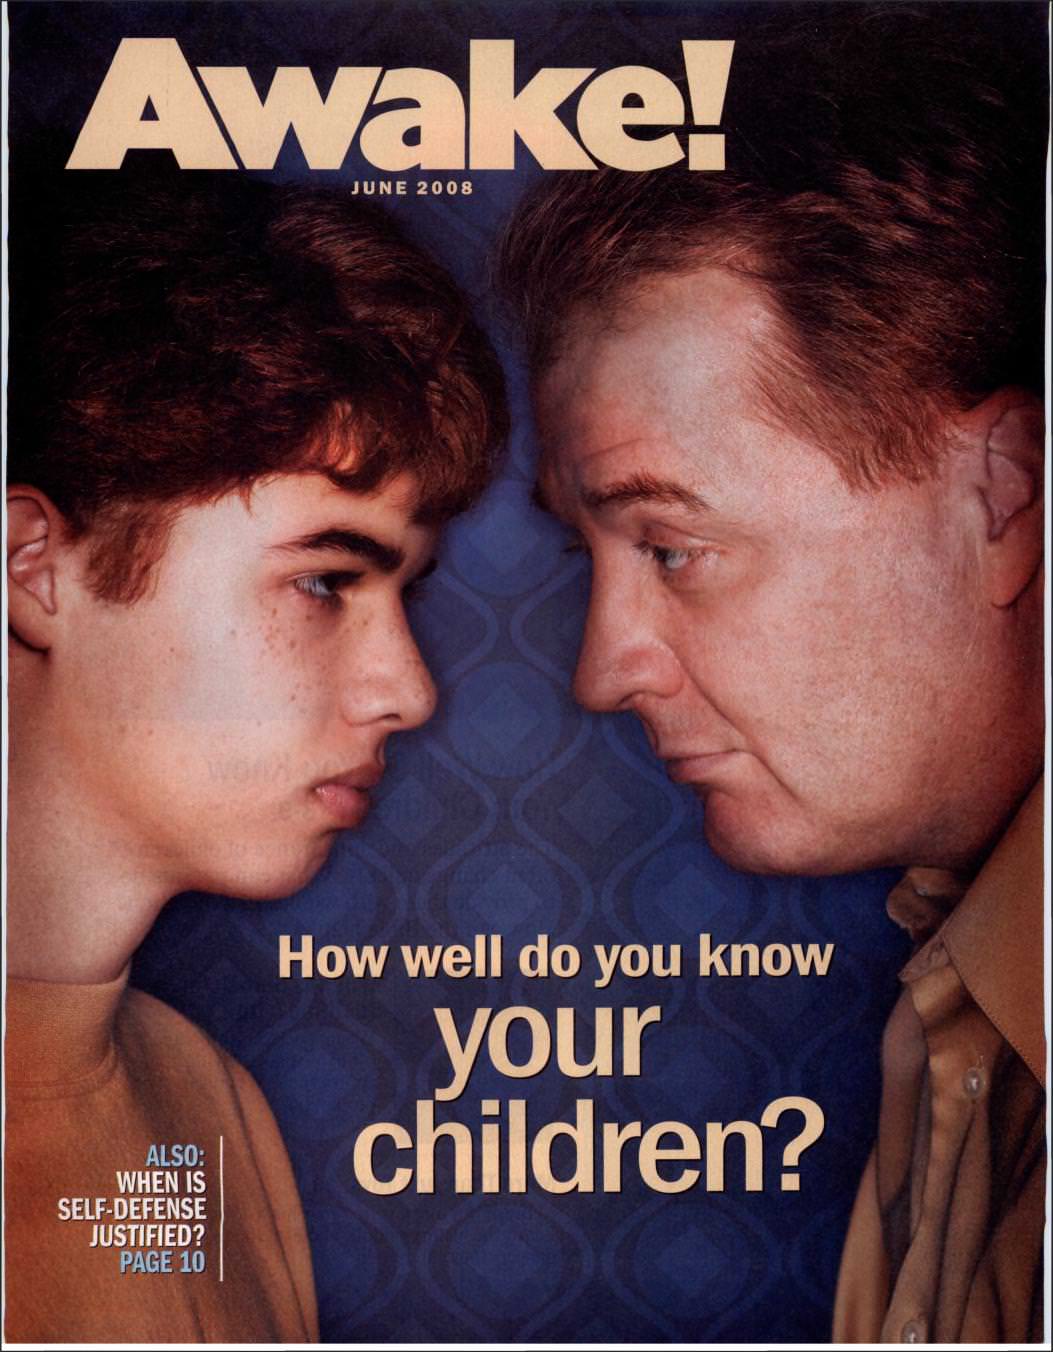 Awake!
JUNE 2008
How well do you know
your
children?
ALSO:
WHEN IS
SELF-DEFENSE
JUSTIFIED?
PAGE 10